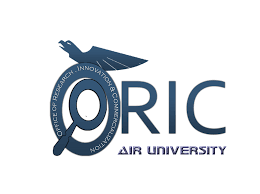 OFFICE OF RESEARCH, INNOVATION & COMMERCIALIZATION
ORIC
AIR UNIVERSITY